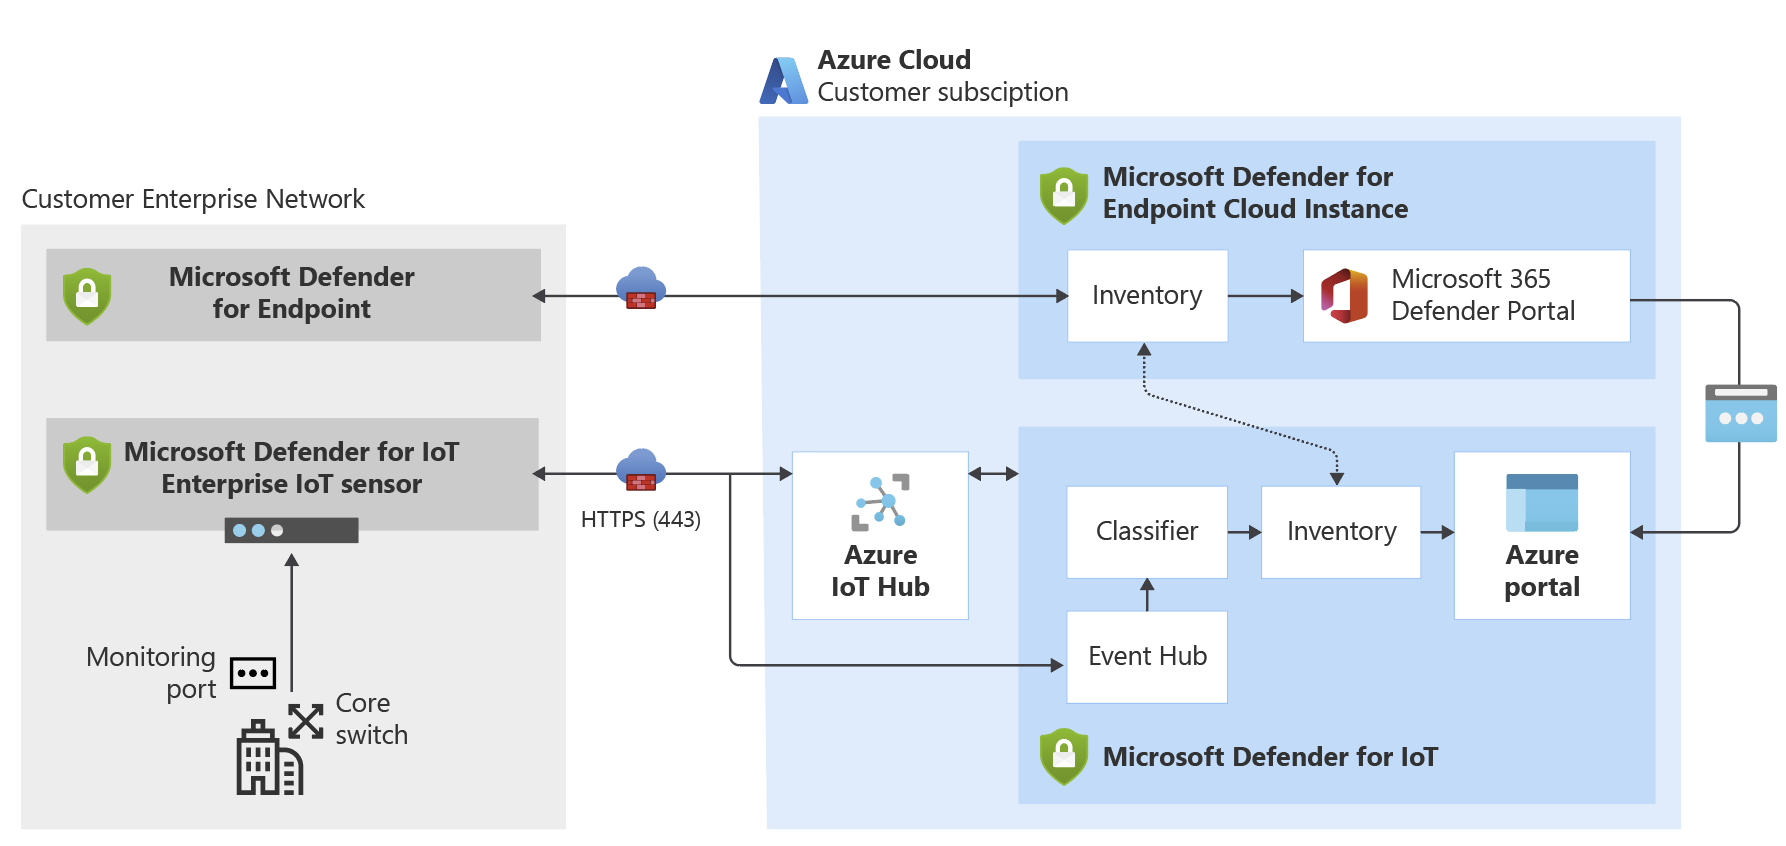 Azure Cloud
Customer subsciption
Customer Enterprise Network
Microsoft Defender
for Endpoint
Microsoft Defender for
Endpoint Cloud Instance
Inventory
Microsoft 365
Defender Portal
Microsoft Defender for IoT
Enterprise IoT sensor
HTTPS (443)
Azure
IoT Hub
Classifier
Inventory
Azure
portal
Event Hub
Monitoring
port
Core
switch
Microsoft Defender for IoT